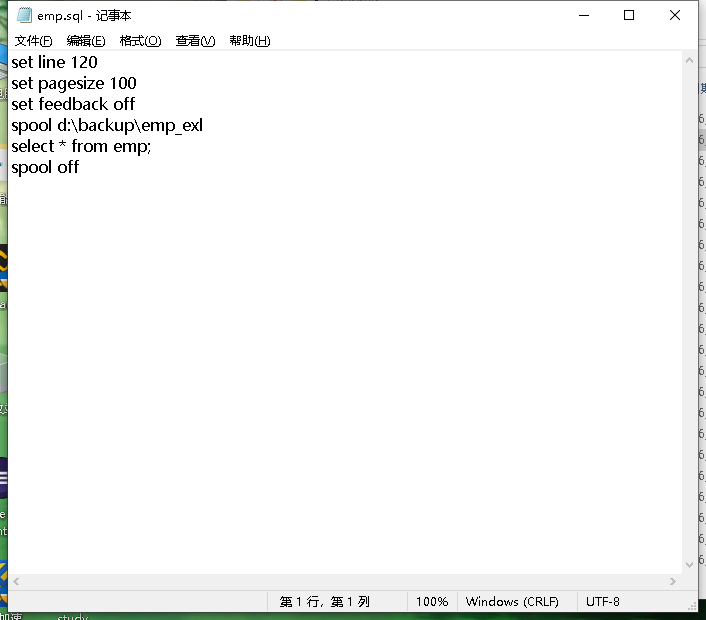 emp.sql - 记事本
文件(F) 编辑(E) 格式(O) 查看(V) 帮助(H)
set line 120
set pagesize 100
set feedback off
spool d:\backup\emp_exl
select * from emp;
spool off
第 1 行，第 1 列 100% Windows (CRLF) UTF-8
study